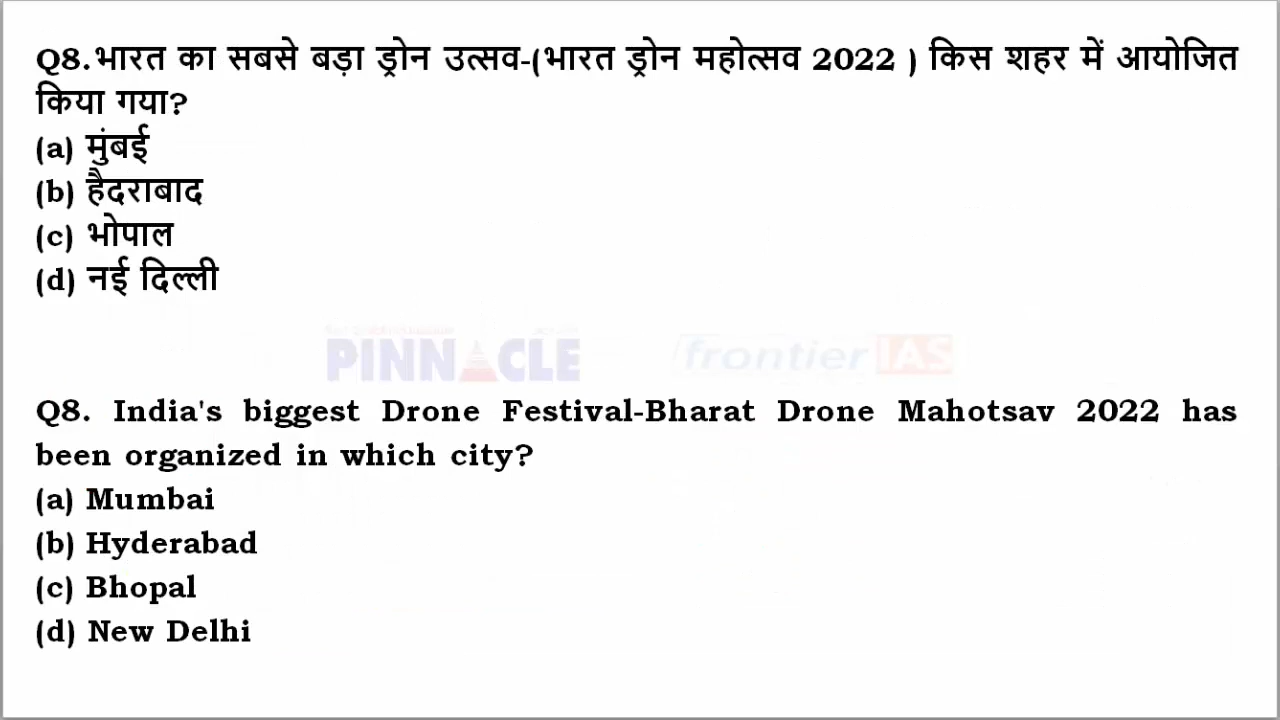 Q8.भारत का सबसे बड़ा ड्रोन उत्सव-(भारत ड्रोन महोत्सव 2022 ) किस शहर में आयोजित
किया गया?
(a) मुंबई
(b) हैदराबाद
(c) भोपाल
(d) नई दिल्ली
PINNACLE frontier IAS
Q8. India's biggest Drone Festival-Bharat Drone Mahotsav 2022 has
been organized in which city?
(a) Mumbai
(b) Hyderabad
(c) Bhopal
(d) New Delhi